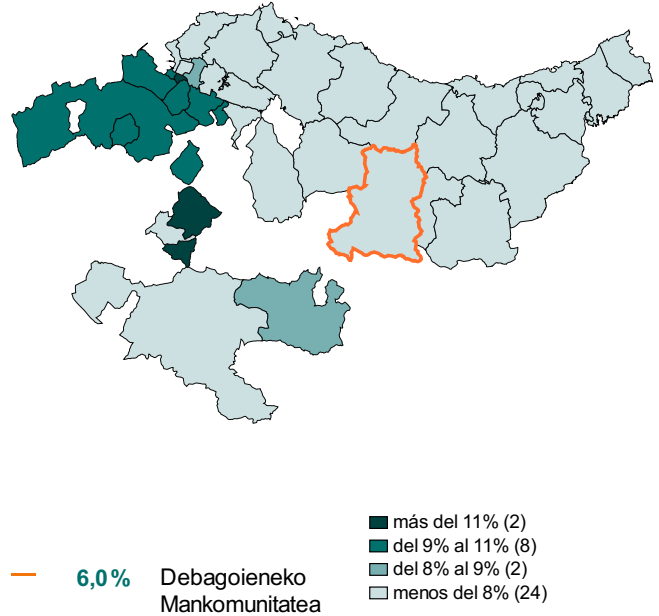 más del 11% (2)
del 9% al 11% (8)
del 8% al 9% (2)
menos del 8% (24)
6,0% Debagoieneko
Mankomunitatea